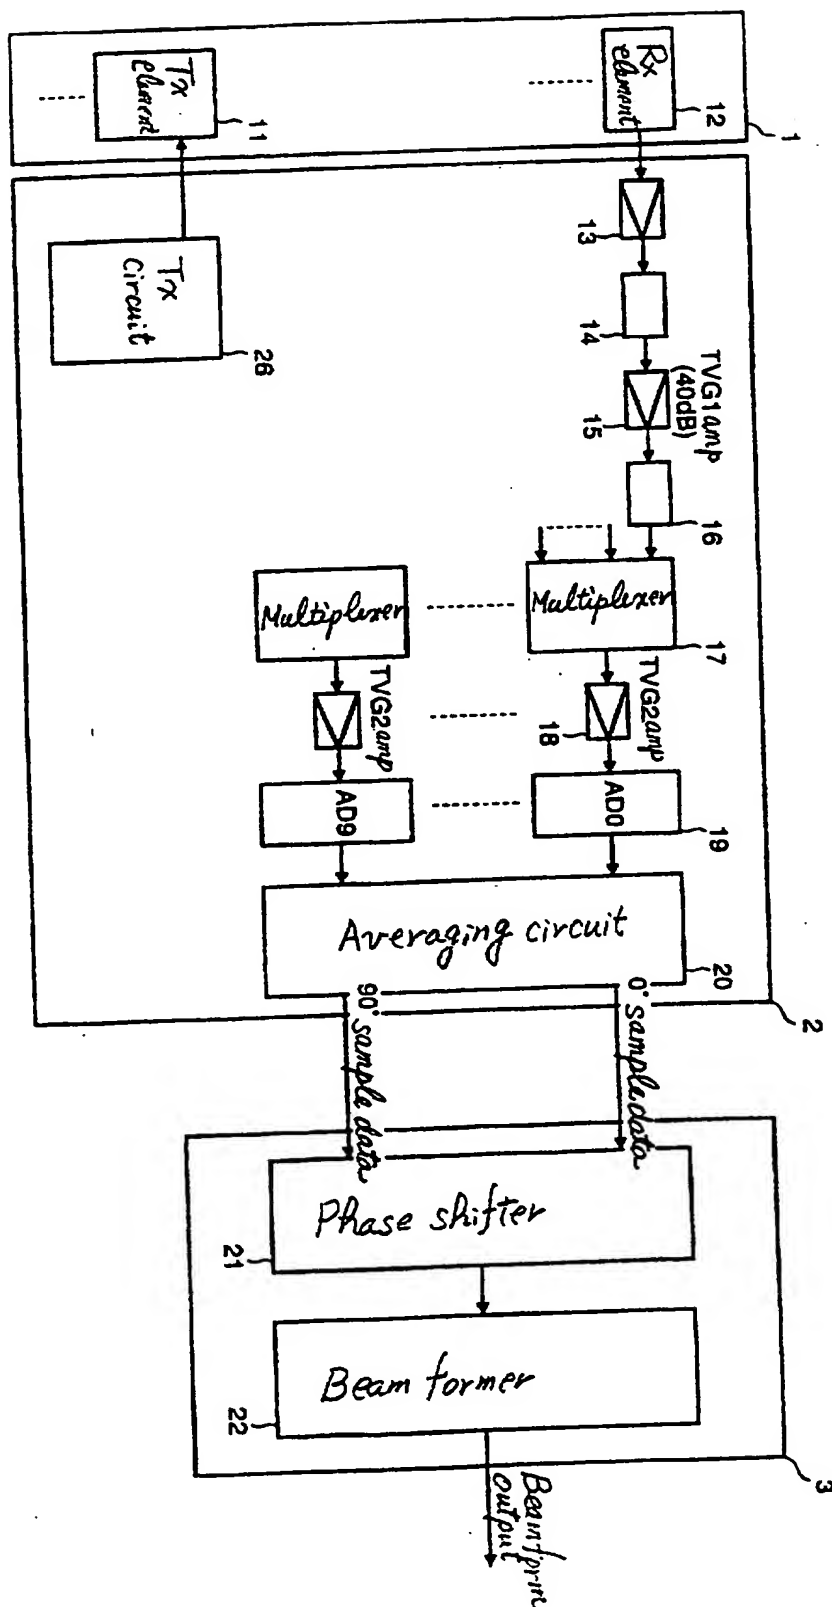 Tx
element
11
Rx
element
12
1
Tx
circuit
26
13
14
TVG1amp
(40dB)
15
16
Multiplexer
Multiplexer
17
TVG2amp
TVG2amp
18
AD9
AD0
19
Averaging circuit
20
90° sample data
0° sample data
2
Phase shifter
21
Beam former
22
3
Beamform
output